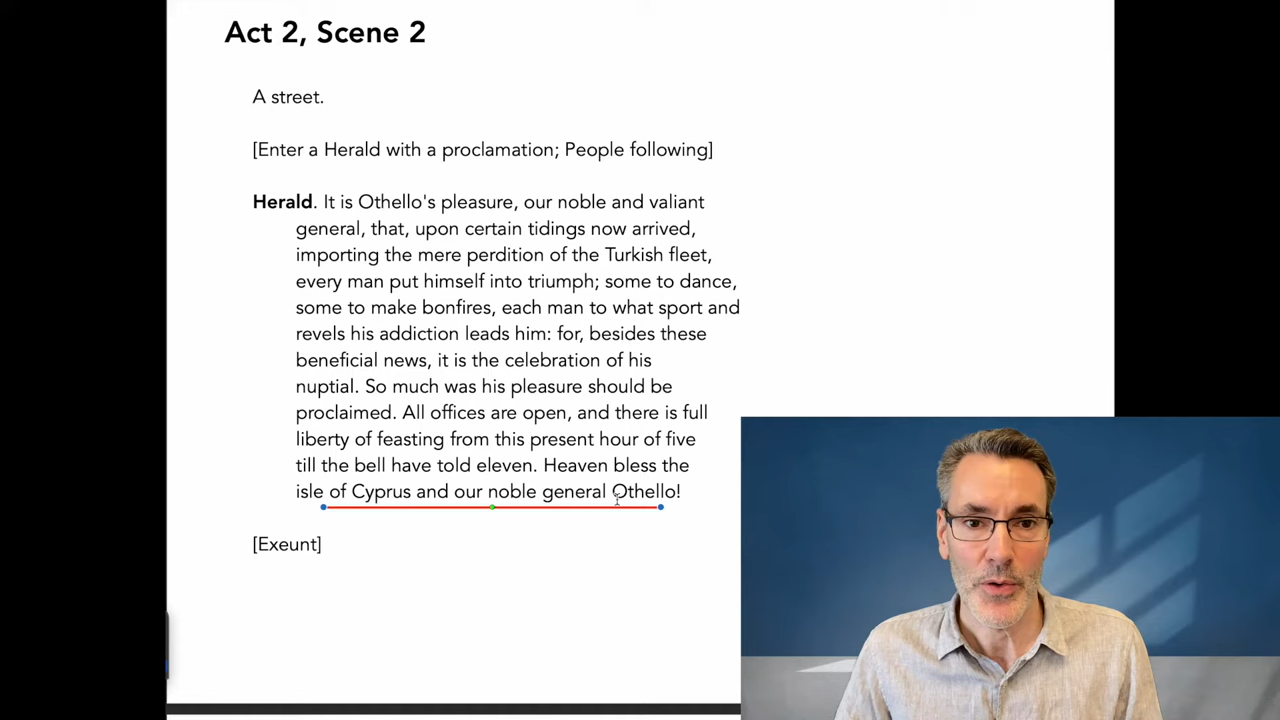 Act 2, Scene 2
A street.
[Enter a Herald with a proclamation; People following]
Herald. It is Othello's pleasure, our noble and valiant
general, that, upon certain tidings now arrived,
importing the mere perdition of the Turkish fleet,
every man put himself into triumph; some to dance,
some to make bonfires, each man to what sport and
revels his addiction leads him: for, besides these
beneficial news, it is the celebration of his
nuptial. So much was his pleasure should be
proclaimed. All offices are open, and there is full
liberty of feasting from this present hour of five
till the bell have told eleven. Heaven bless the
isle of Cyprus and our noble general Othello!
[Exeunt]